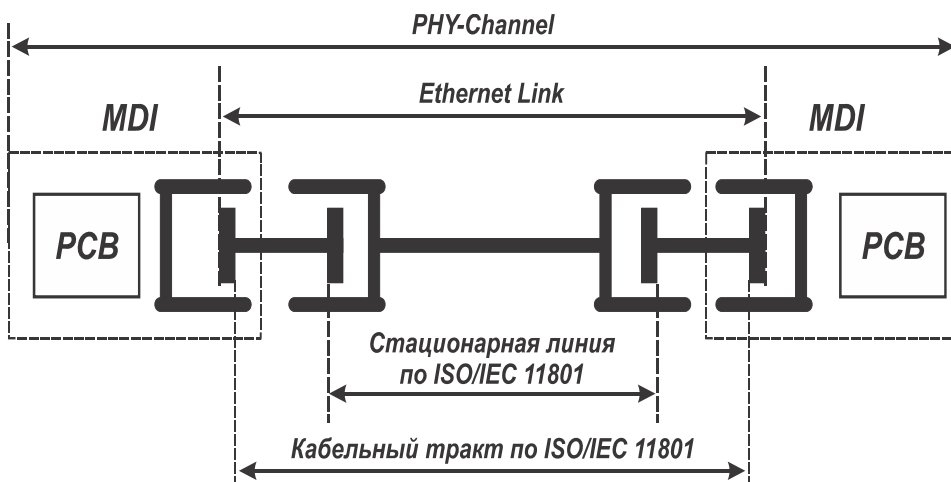 PHY-Channel
Ethernet Link
MDI
MDI
PCB
PCB
Стационарная линия
по ISO/IEC 11801
Кабельный тракт по ISO/IEC 11801